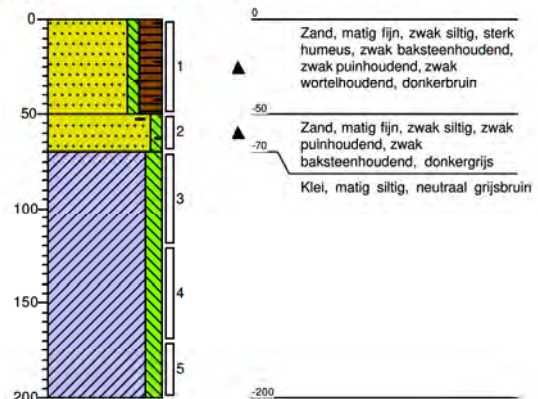 0
50
100
150
200
1
2
3
4
5
0
Zand, matig fijn, zwak siltig, sterk
humeus, zwak baksteenhoudend,
zwak puinhoudend, zwak
wortelhoudend, donkerbruin
-50
Zand, matig fijn, zwak siltig, zwak
puinhoudend, zwak
baksteenhoudend, donkergrijs
-70
Klei, matig siltig, neutraal grijsbruin
-200